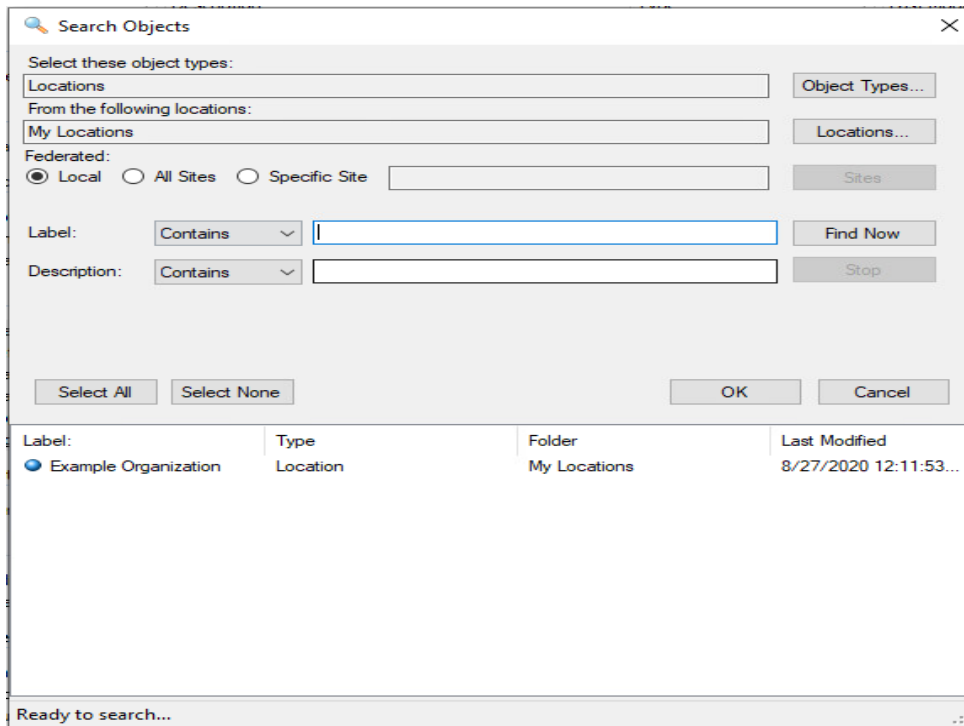 Search Objects
Select these object types:
Locations
Object Types...
From the following locations:
My Locations
Locations...
Federated:
Local All Sites Specific Site Sites
Label: Contains Find Now
Description: Contains Stop
Select All Select None OK Cancel
Label: Type Folder Last Modified
Example Organization Location My Locations 8/27/2020 12:11:53...
Ready to search...